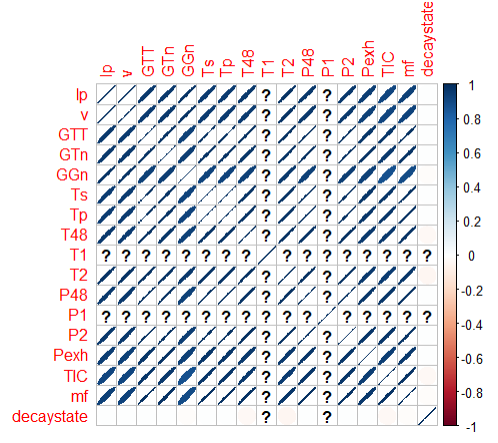 lp v GTT GTn GGn Ts Tp T48 T1 T2 P48 P1 P2 Pexh TIC mf decaystate
lp ? ? 1
v ? ? 0.8
GTT ? ?
GTn ? ? 0.6
GGn ? ? 0.4
Ts ? ?
Tp ? ? 0.2
T48 ? ?
T1 ? ? ? ? ? ? ? ? ? ? ? ? ? ? ? ? 0
T2 ? ? -0.2
P48 ? ?
P1 ? ? ? ? ? ? ? ? ? ? ? ? ? ? ? ? -0.4
P2 ? ?
Pexh ? ? -0.6
TIC ? ?
mf ? ? -0.8
decaystate ? ? -1